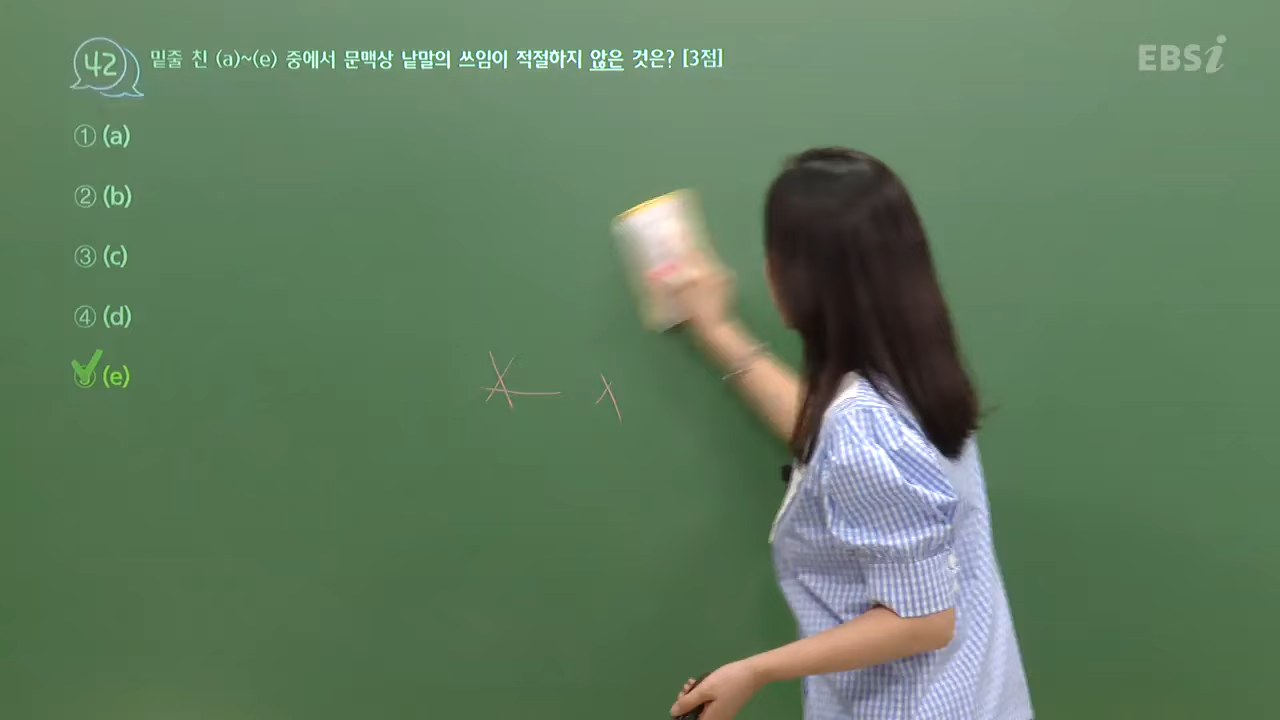 42 밑줄 친 (a)~(e) 중에서 문맥상 낱말의 쓰임이 적절하지 않은 것은? [3점]
EBSi
① (a)
② (b)
③ (c)
④ (d)
⑤ (e)